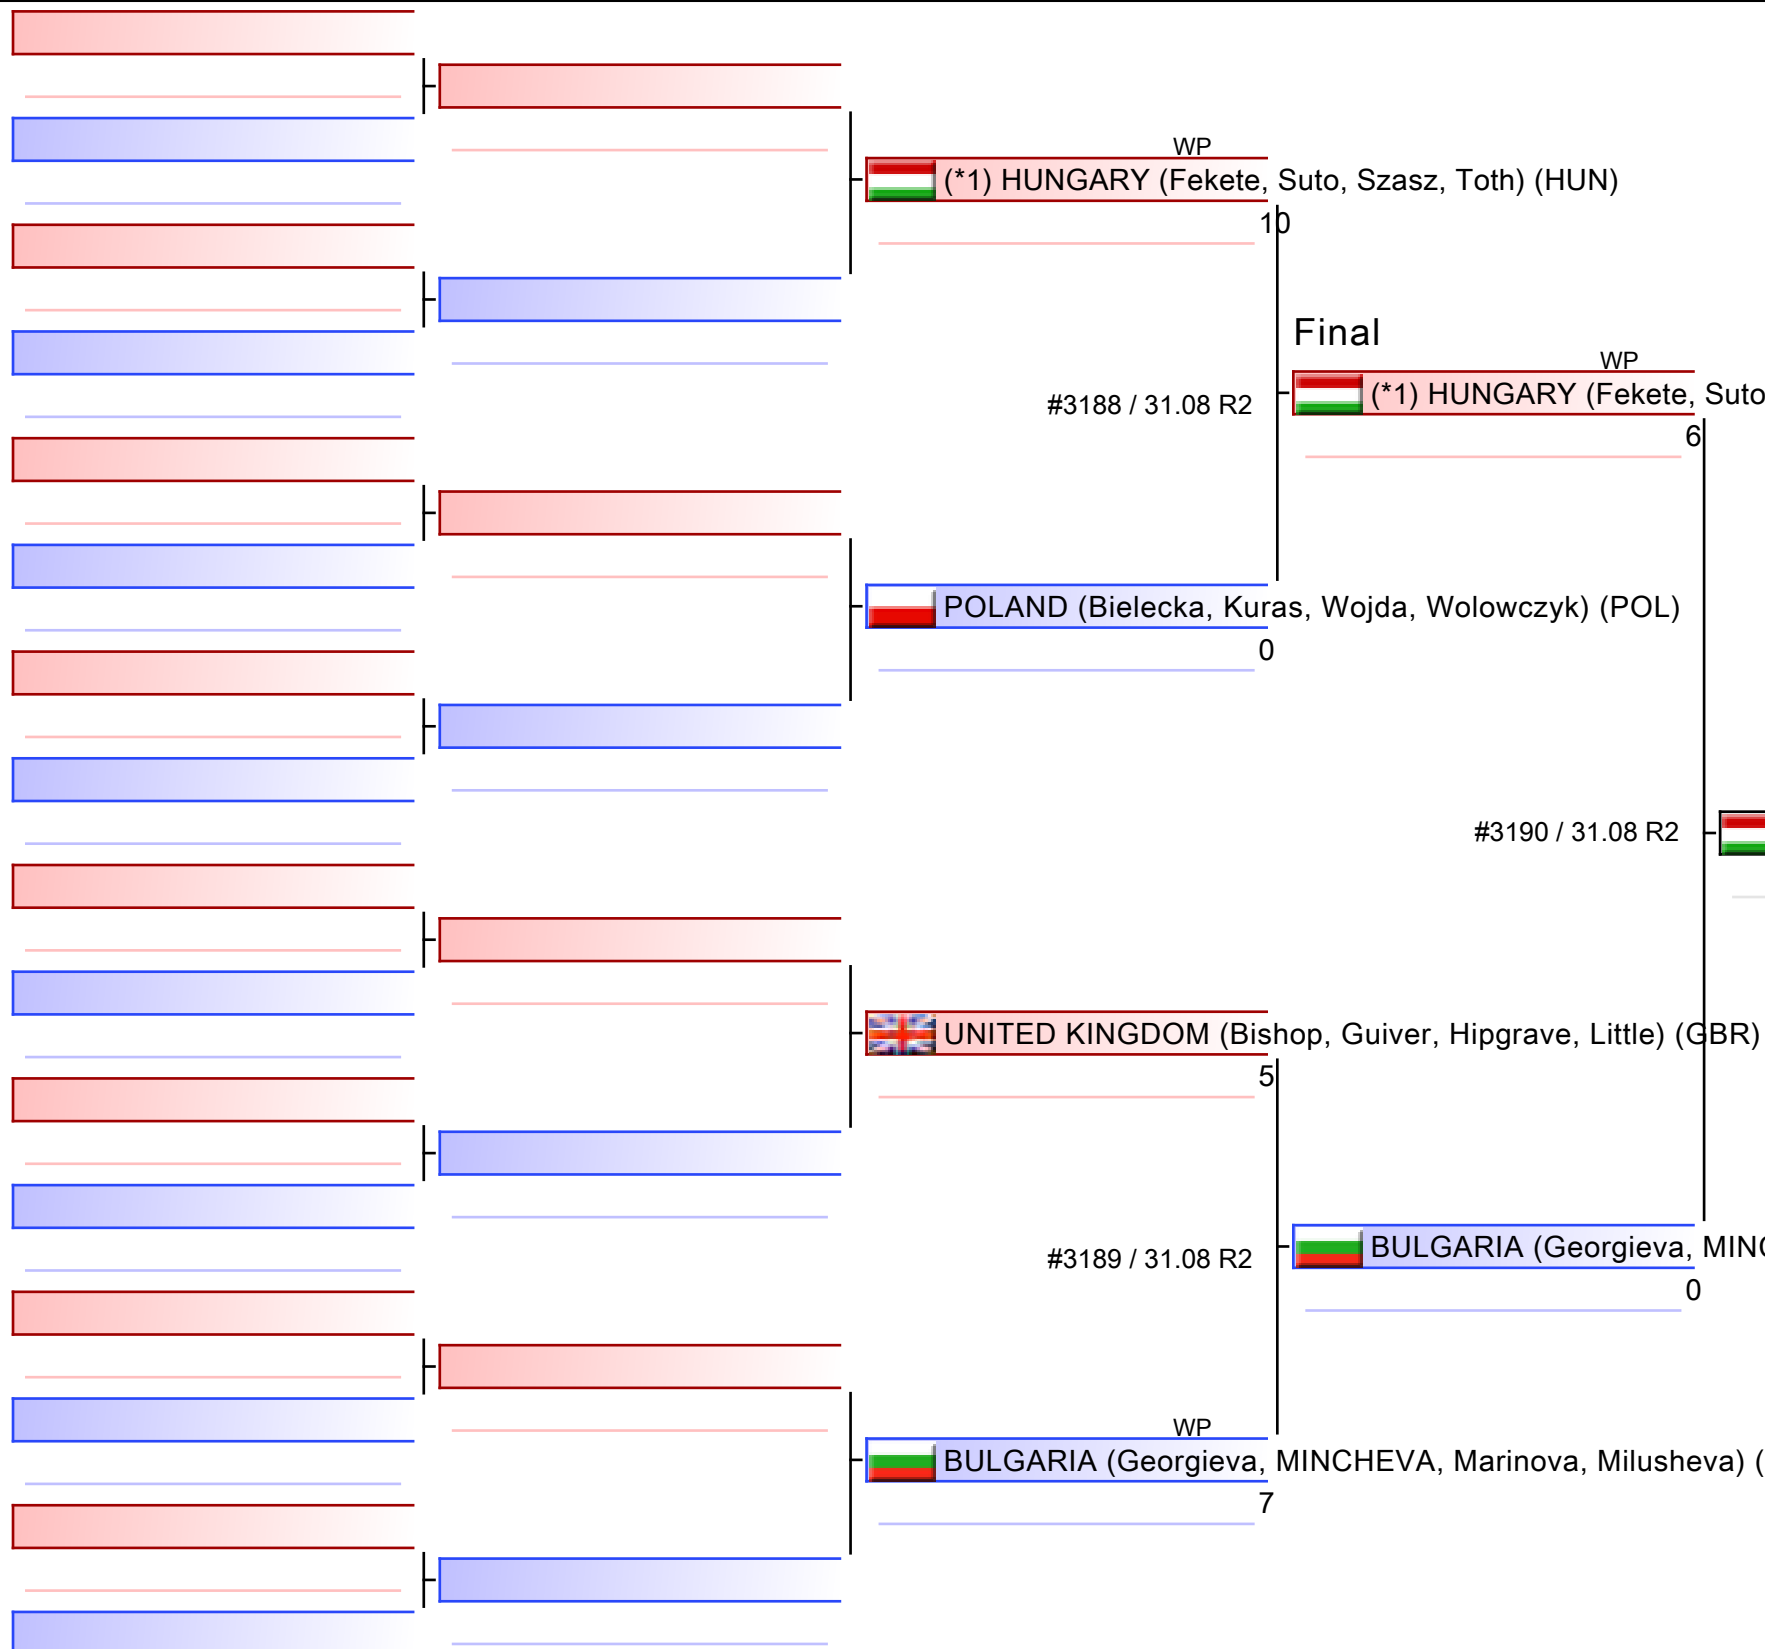 WP
(*1) HUNGARY (Fekete, Suto, Szasz, Toth) (HUN)
10
Final
WP
#3188 / 31.08 R2
(*1) HUNGARY (Fekete, Suto
6
POLAND (Bielecka, Kuras, Wojda, Wolowczyk) (POL)
0
#3190 / 31.08 R2
UNITED KINGDOM (Bishop, Guiver, Hipgrave, Little) (GBR)
5
#3189 / 31.08 R2
BULGARIA (Georgieva, MINC
0
WP
BULGARIA (Georgieva, MINCHEVA, Marinova, Milusheva) (
7